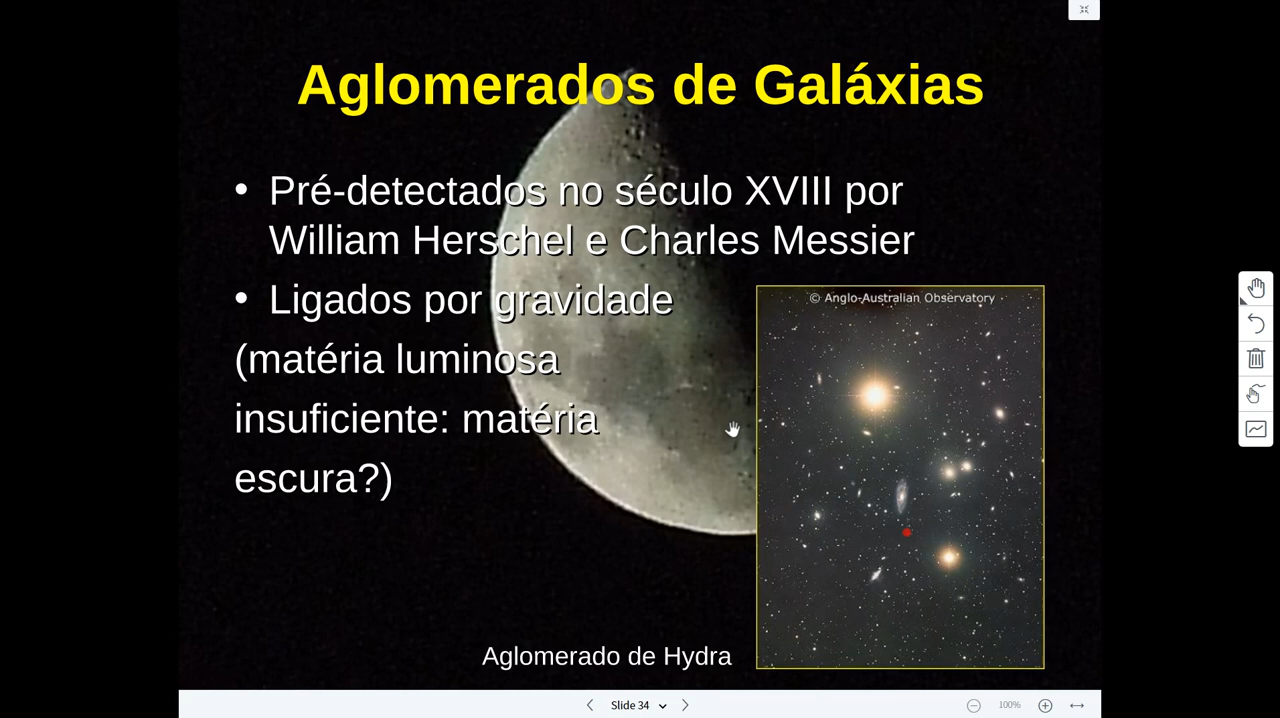 Aglomerados de Galáxias
• Pré-detectados no século XVIII por
William Herschel e Charles Messier
• Ligados por gravidade
(matéria luminosa
insuficiente: matéria
escura?)
© Anglo-Australian Observatory
Aglomerado de Hydra
Slide 34
100%